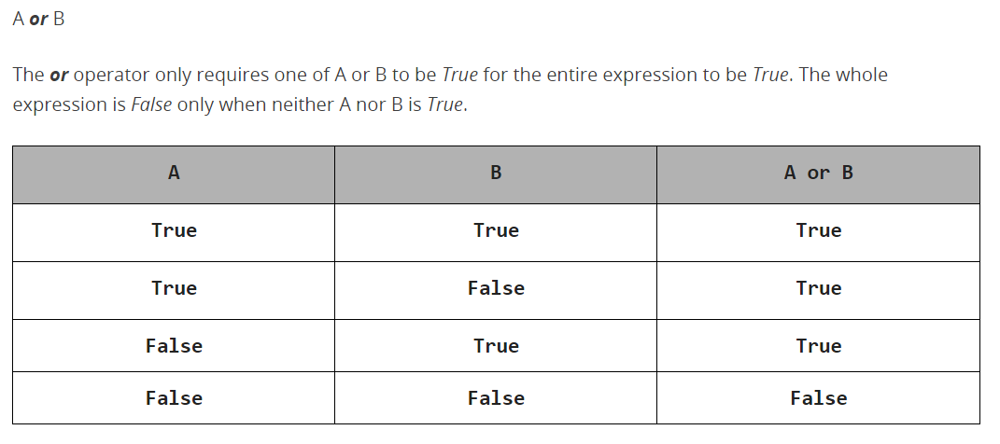 A or B
The or operator only requires one of A or B to be True for the entire expression to be True. The whole
expression is False only when neither A nor B is True.
A B A or B
True True True
True False True
False True True
False False False